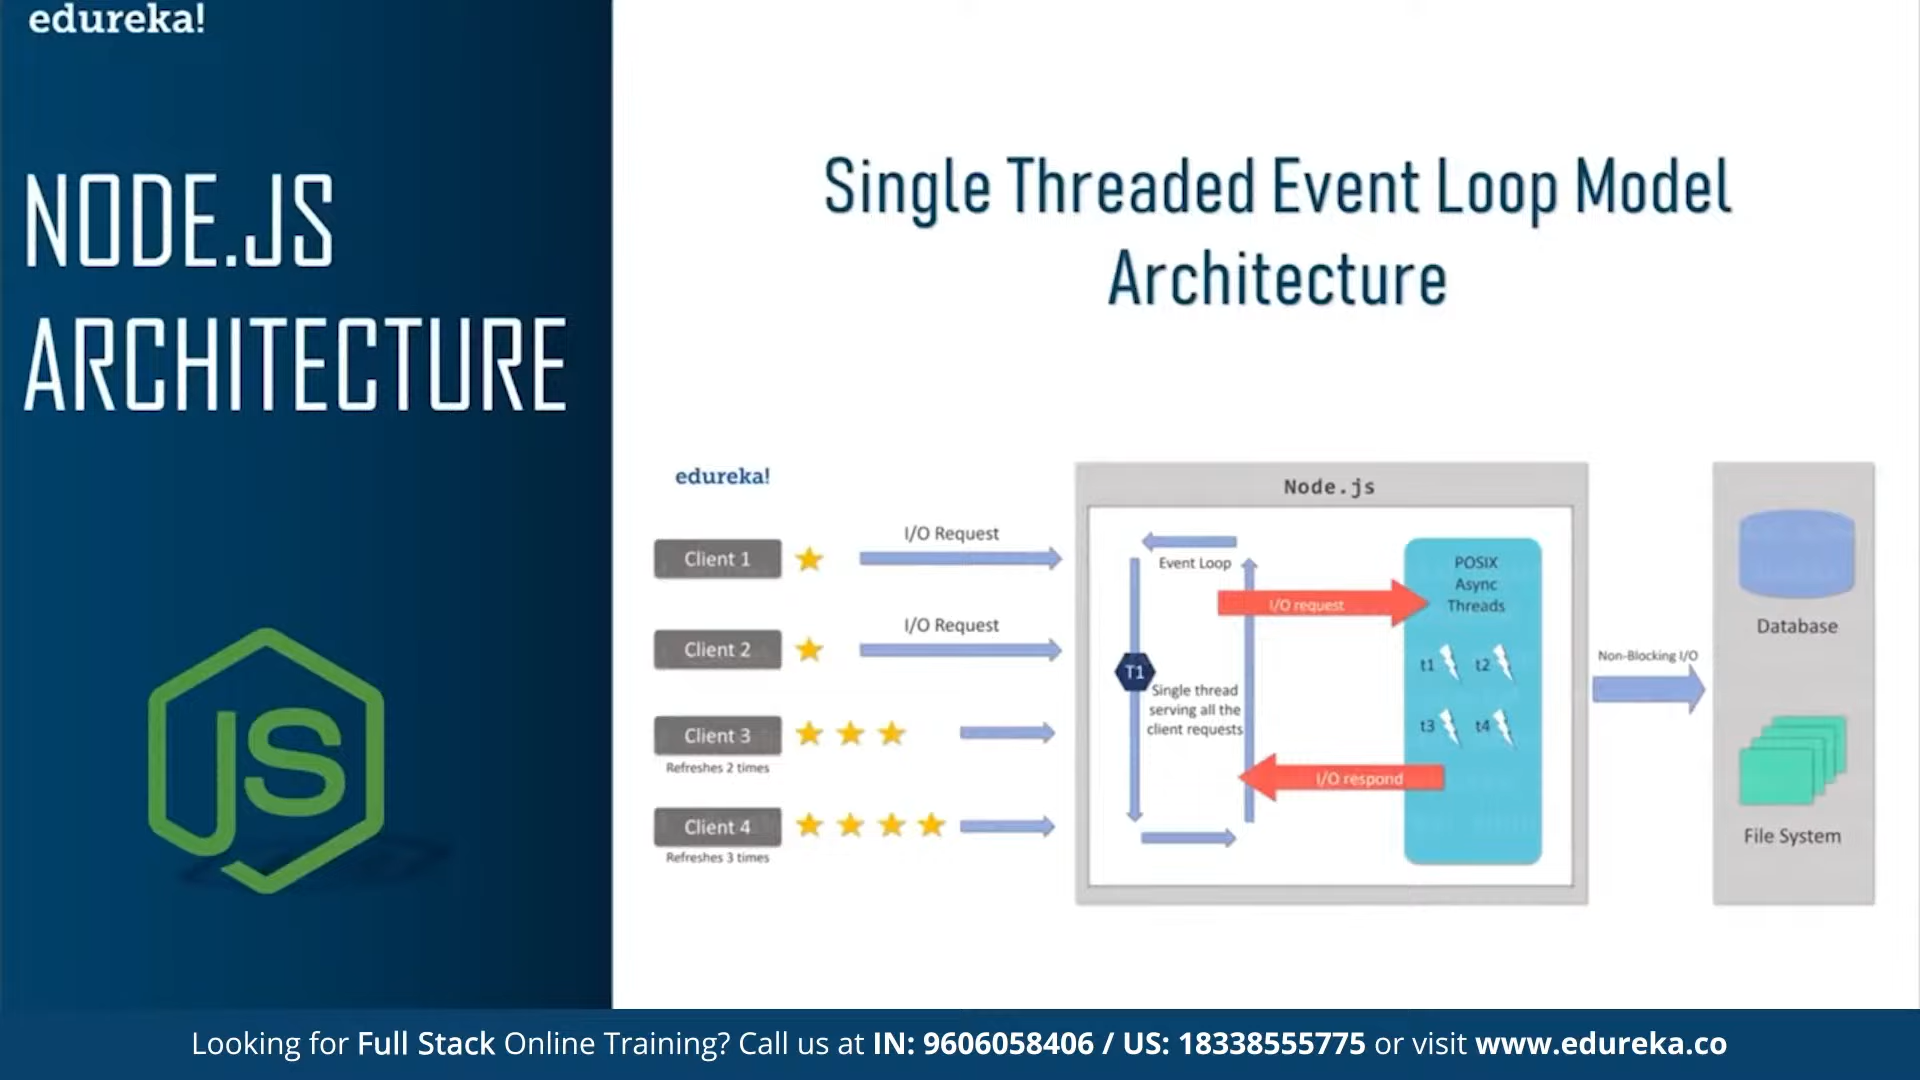 edureka!
NODE.JS
ARCHITECTURE
JS
Single Threaded Event Loop Model
Architecture
edureka!
Client 1
I/O Request
Client 2
I/O Request
Client 3
Refreshes 2 times
Client 4
Refreshes 3 times
Node.js
Event Loop
I/O request
T1
Single thread
serving all the
client requests
I/O respond
POSIX
Async
Threads
t1 t2
t3 t4
Non-Blocking I/O
Database
File System
Looking for Full Stack Online Training? Call us at IN: 9606058406 / US: 18338555775 or visit www.edureka.co